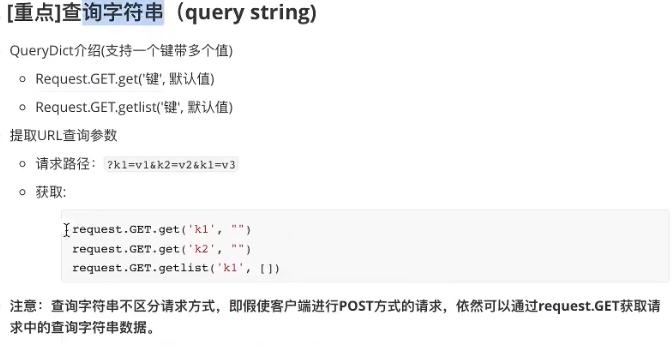 [重点]查询字符串（query string)
QueryDict介绍(支持一个键带多个值)
Request.GET.get('键', 默认值)
Request.GET.getlist('键', 默认值)
提取URL查询参数
请求路径： ?k1=v1&k2=v2&k1=v3
获取:
request.GET.get('k1', "")
request.GET.get('k2', "")
request.GET.getlist('k1', [])
注意：查询字符串不区分请求方式，即假使客户端进行POST方式的请求，依然可以通过request.GET获取请
求中的查询字符串数据。